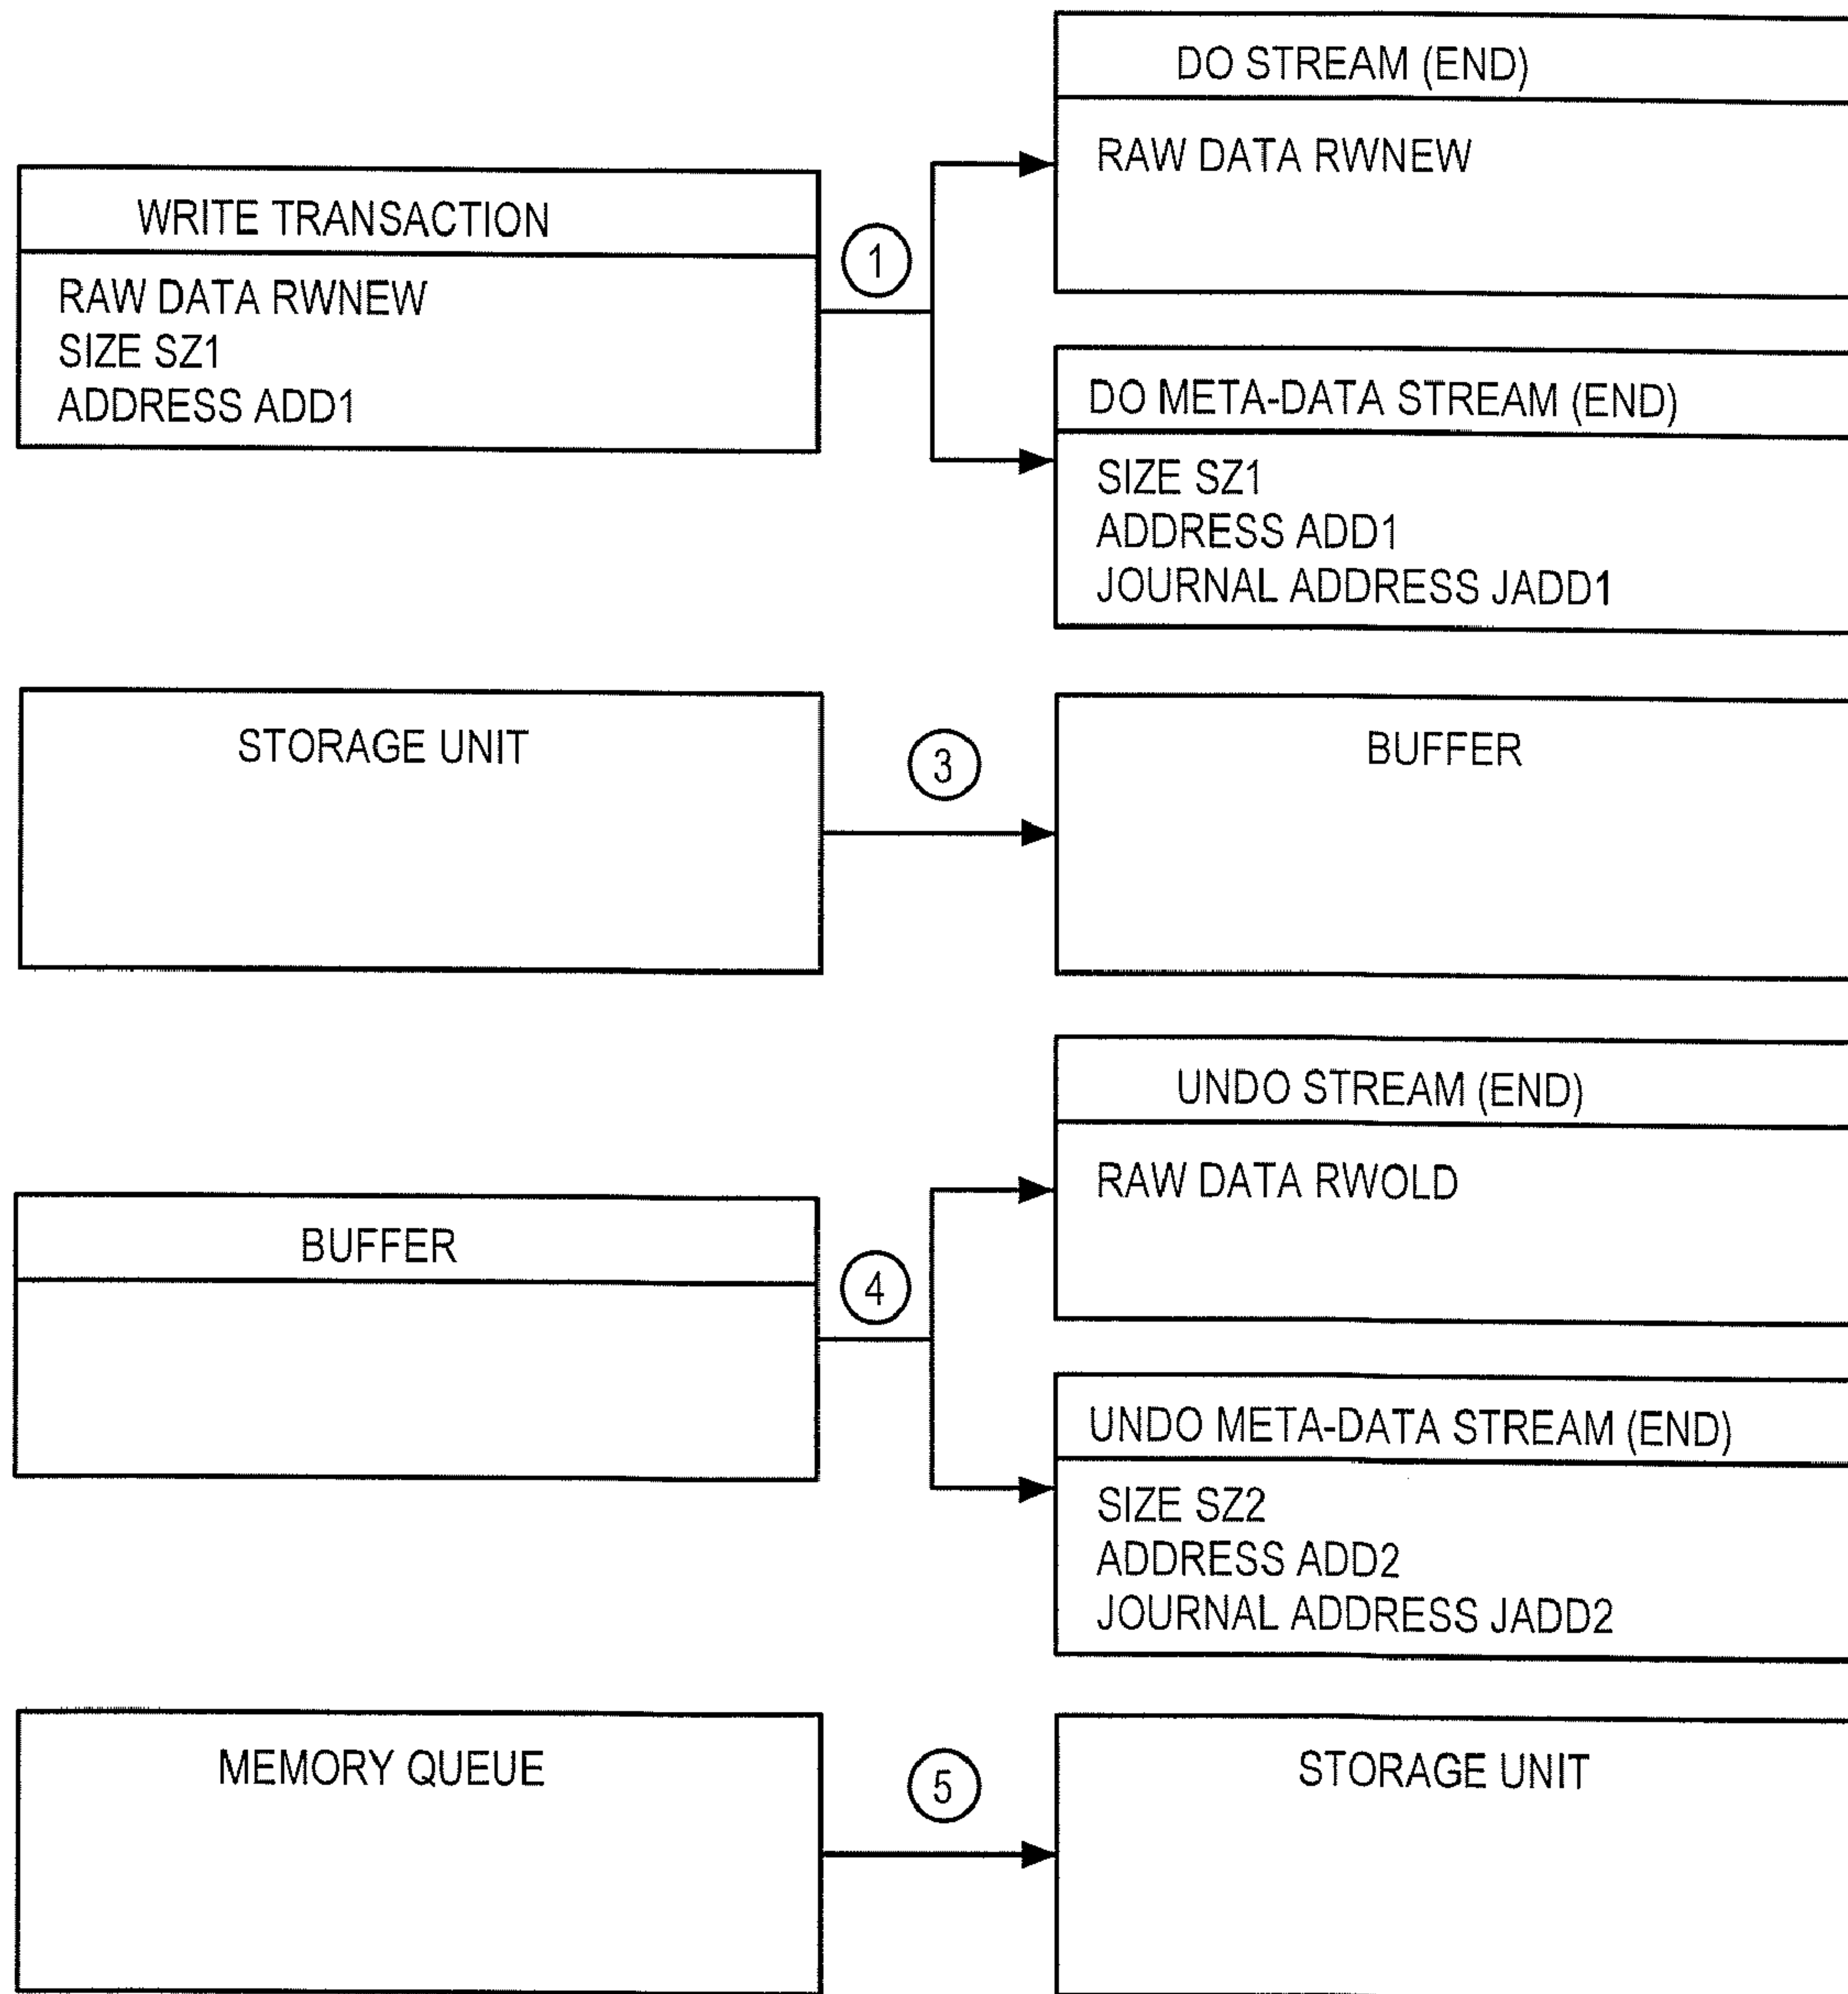 DO STREAM (END)
RAW DATA RWNEW
WRITE TRANSACTION
RAW DATA RWNEW
SIZE SZ1
ADDRESS ADD1
1
DO META-DATA STREAM (END)
SIZE SZ1
ADDRESS ADD1
JOURNAL ADDRESS JADD1
STORAGE UNIT
3
BUFFER
UNDO STREAM (END)
RAW DATA RWOLD
BUFFER
4
UNDO META-DATA STREAM (END)
SIZE SZ2
ADDRESS ADD2
JOURNAL ADDRESS JADD2
MEMORY QUEUE
5
STORAGE UNIT